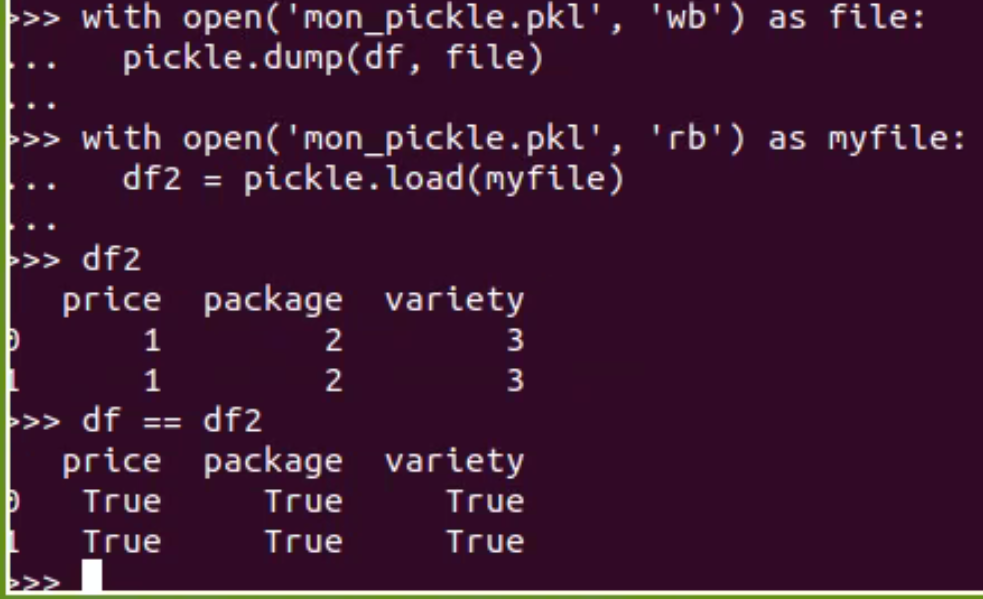 >>> with open('mon_pickle.pkl', 'wb') as file:
...   pickle.dump(df, file)
...
>>> with open('mon_pickle.pkl', 'rb') as myfile:
...   df2 = pickle.load(myfile)
...
>>> df2
   price  package  variety
0      1        2        3
1      1        2        3
>>> df == df2
   price  package  variety
0   True     True     True
1   True     True     True
>>>